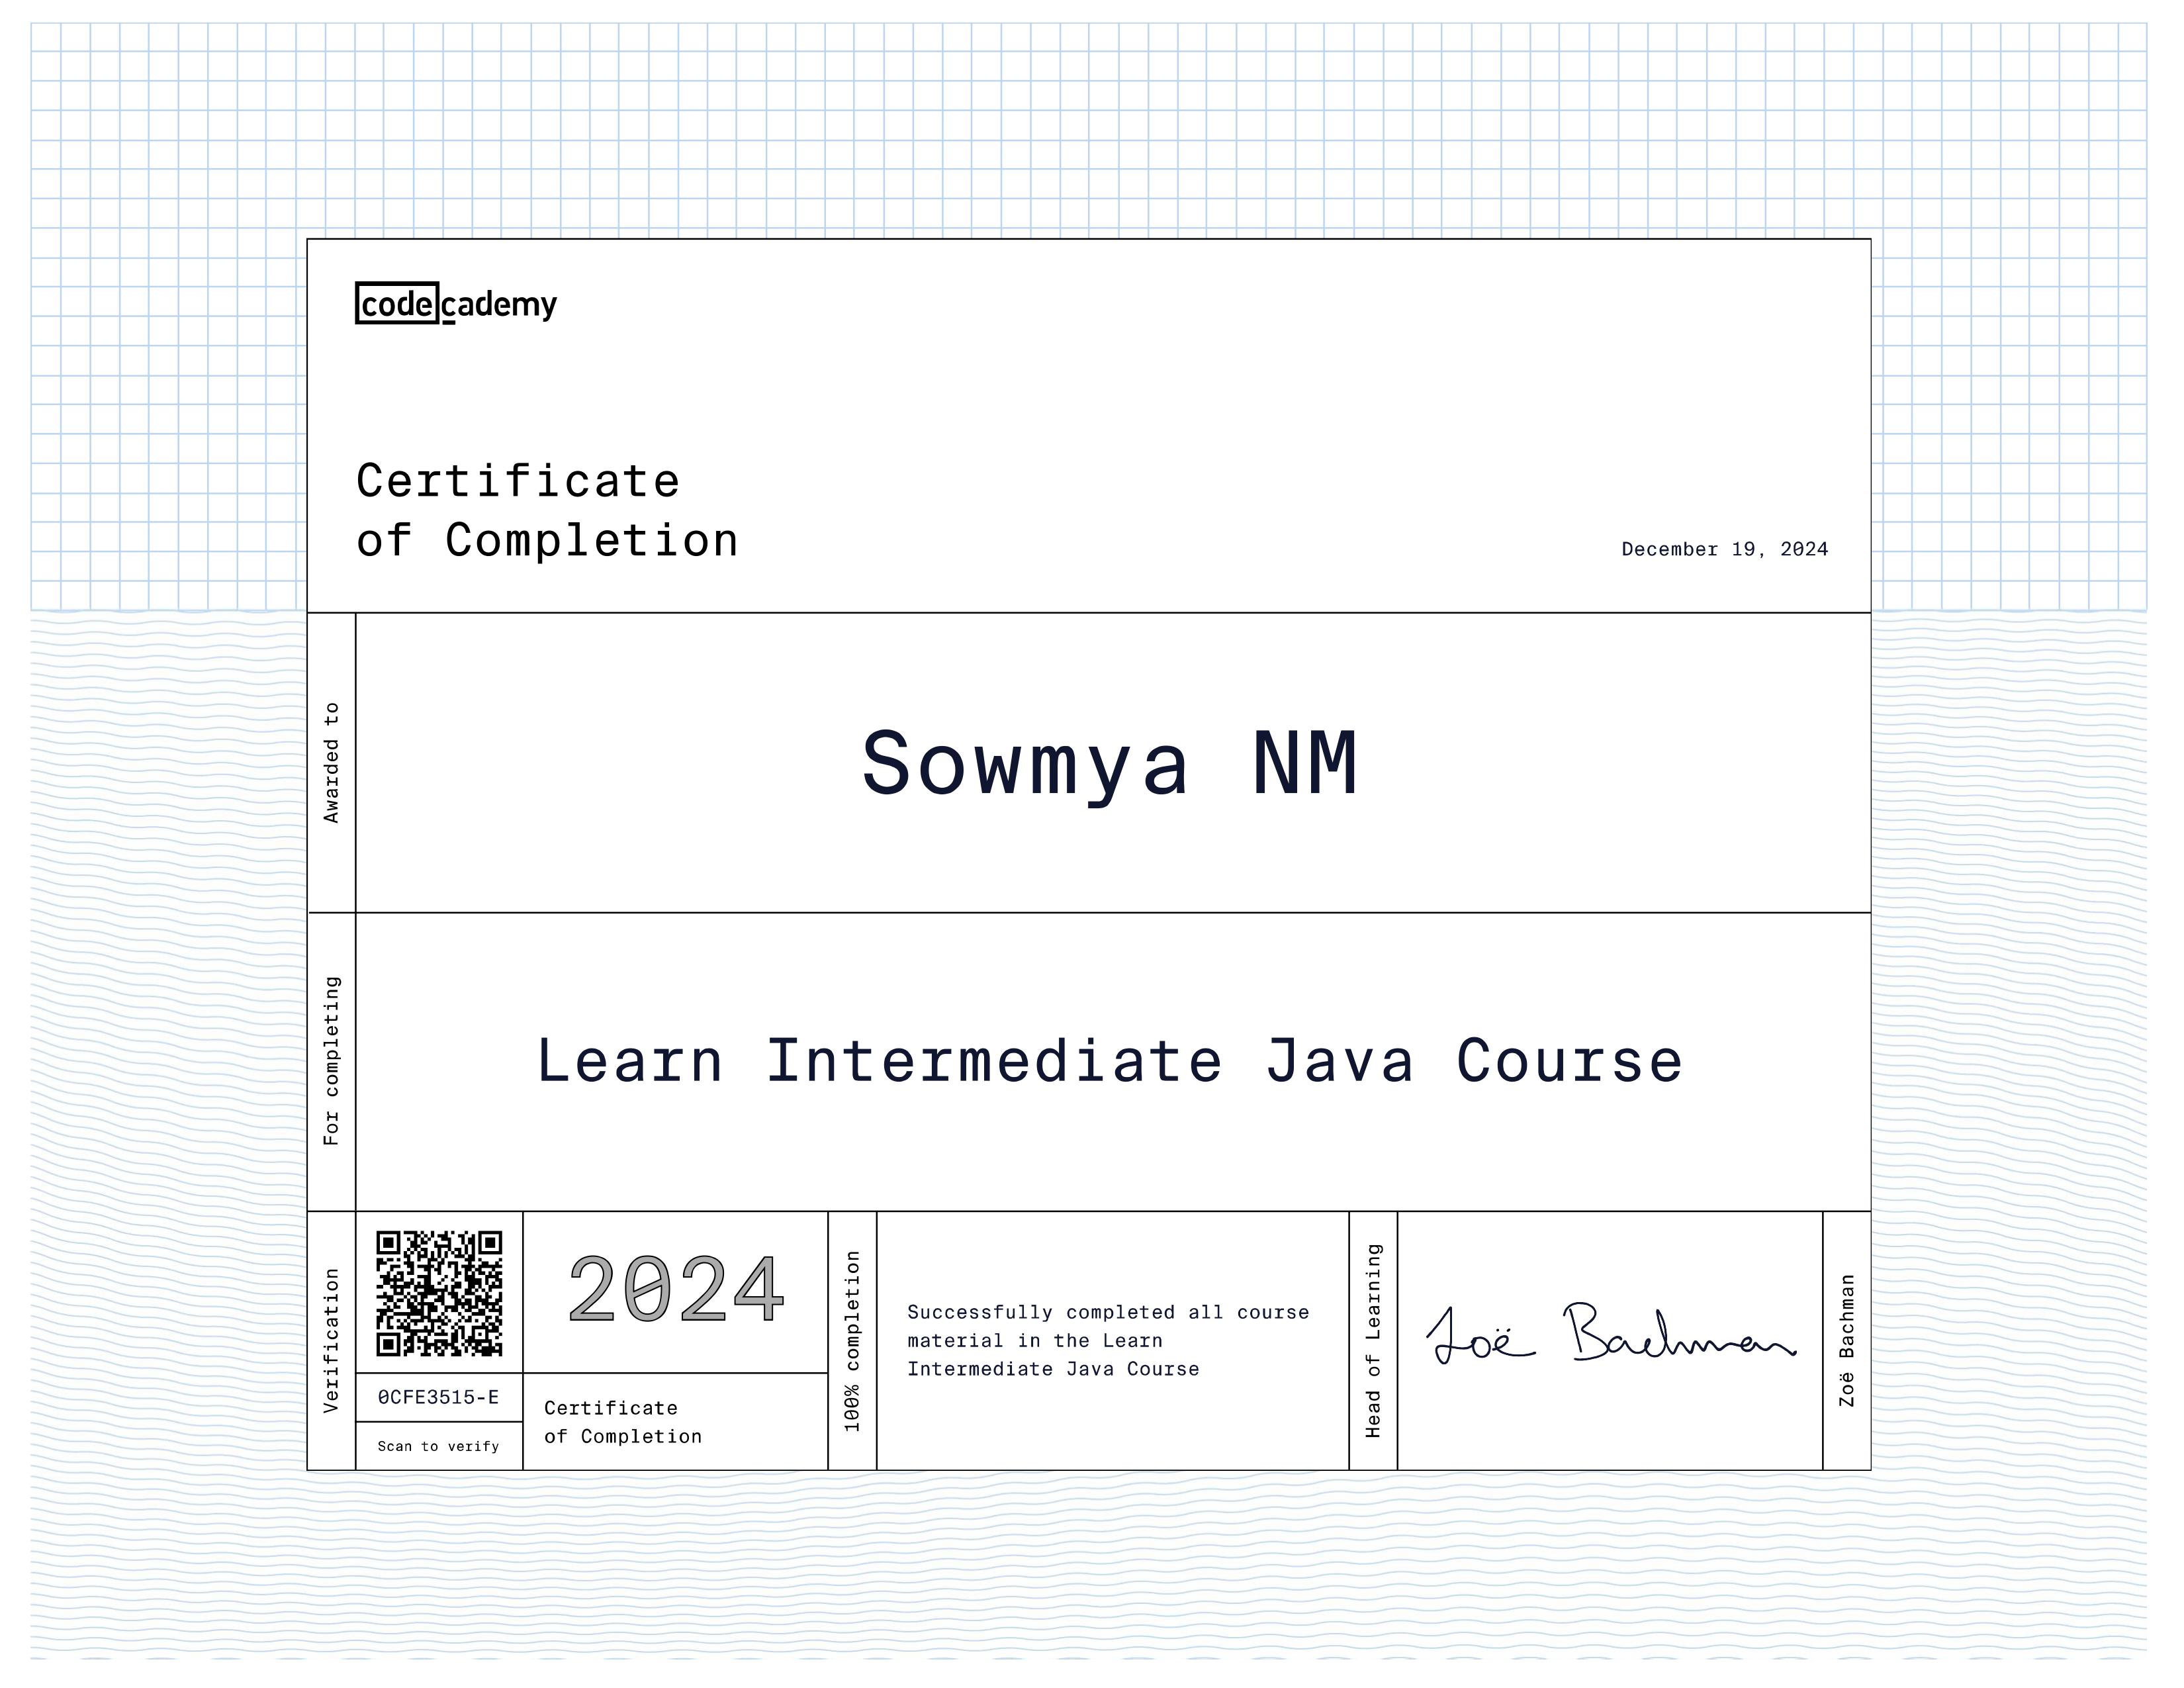 codecademy
Certificate
of Completion
December 19, 2024
Awarded to
Sowmya NM
For completing
Learn Intermediate Java Course
Verification
0CFE3515-E
Scan to verify
2024
Certificate
of Completion
100% completion
Successfully completed all course
material in the Learn
Intermediate Java Course
Head of Learning
Zoë Bachman
Zoë Bachman